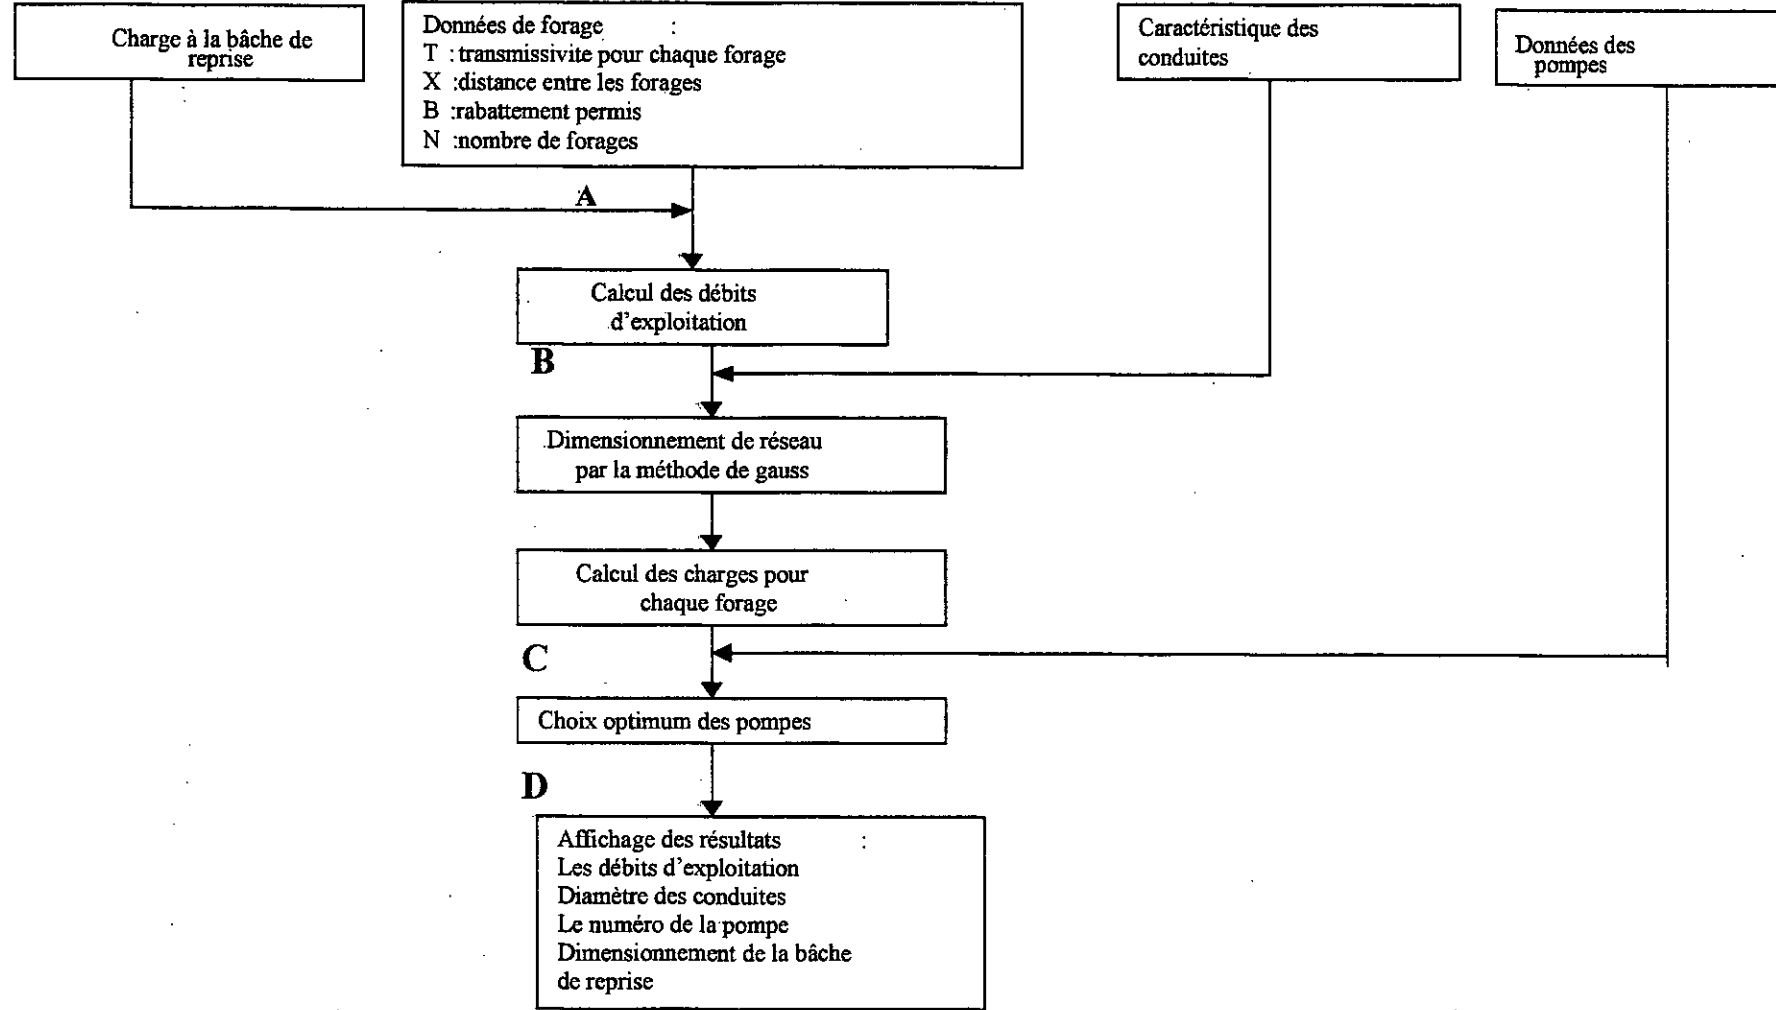 Charge à la bâche de
reprise
Données de forage :
T : transmissivite pour chaque forage
X :distance entre les forages
B :rabattement permis
N :nombre de forages
Caractéristique des
conduites
Données des
pompes
A
Calcul des débits
d'exploitation
B
Dimensionnement de réseau
par la méthode de gauss
Calcul des charges pour
chaque forage
C
Choix optimum des pompes
D
Affichage des résultats :
Les débits d'exploitation
Diamètre des conduites
Le numéro de la pompe
Dimensionnement de la bâche
de reprise